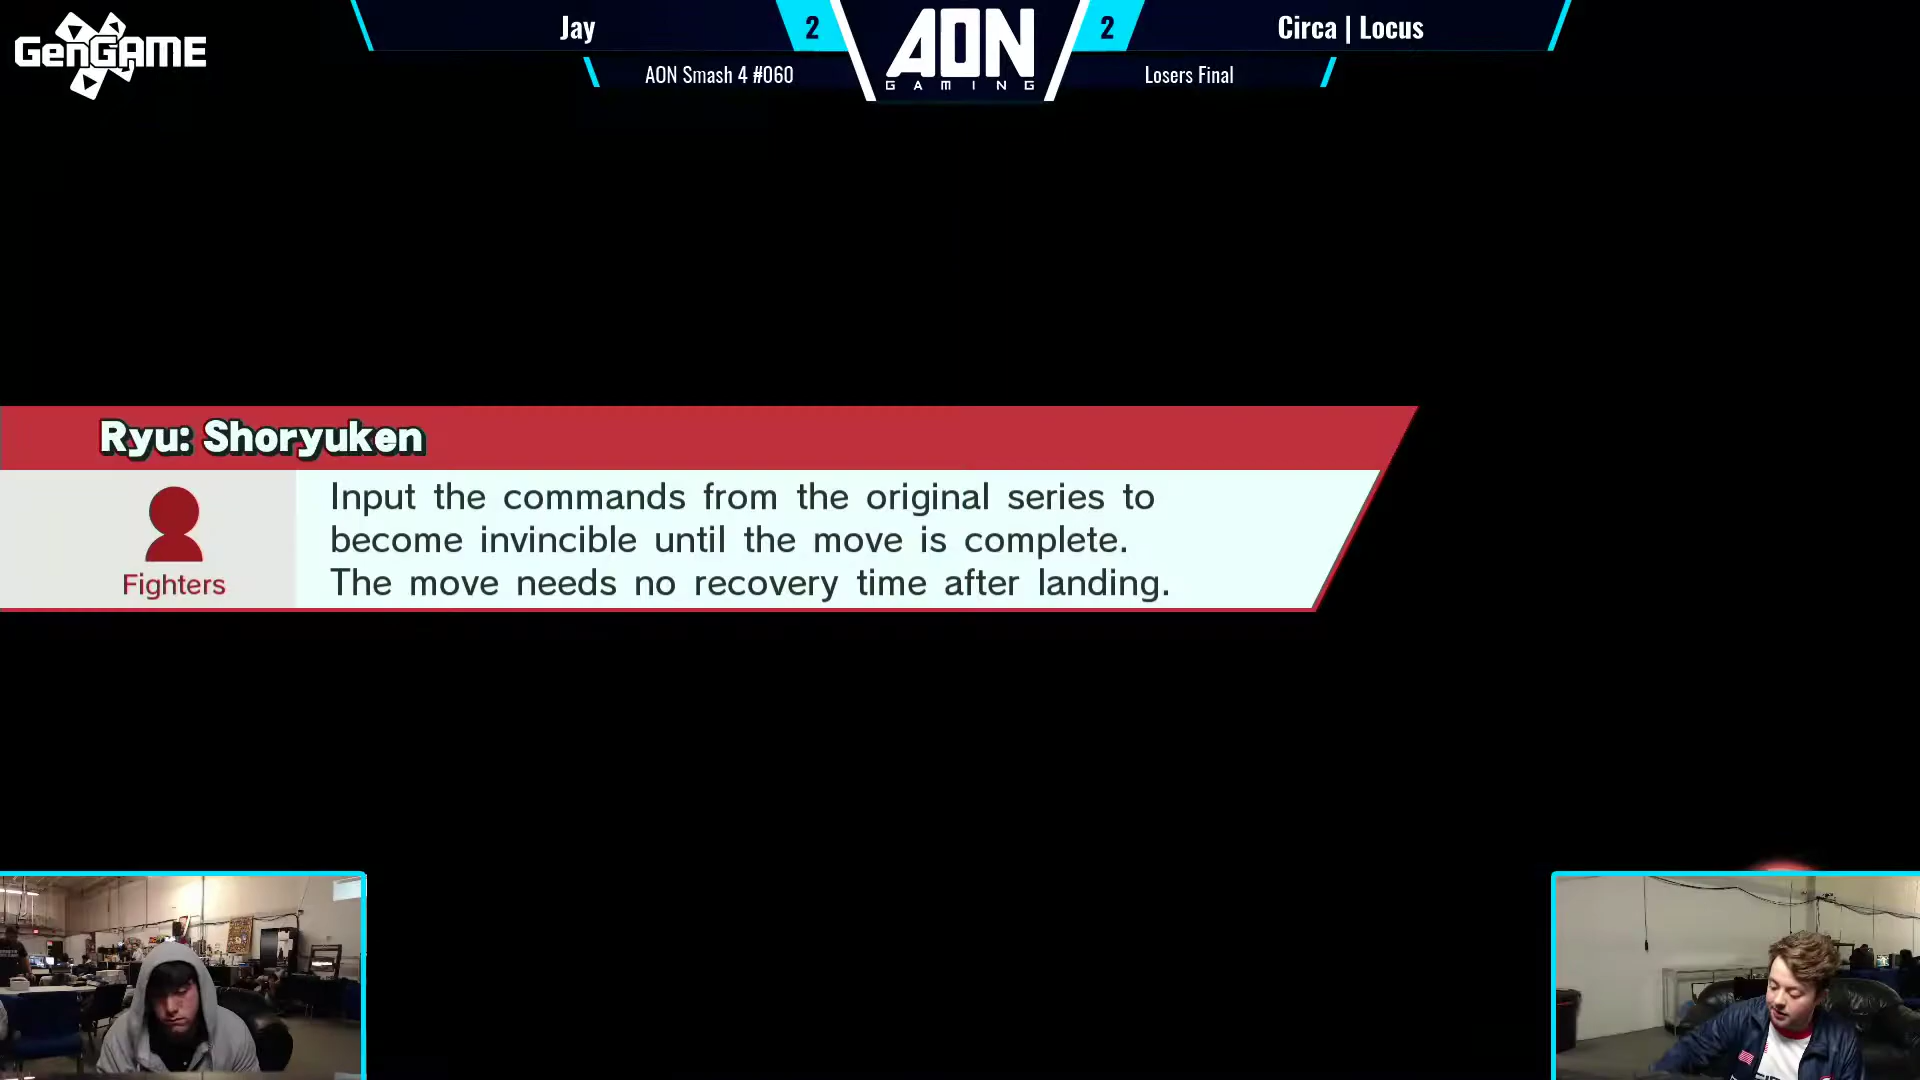 GenGAME
Jay
2
AON
GAMING
2
Circa | Locus
AON Smash 4 #060
Losers Final
Ryu: Shoryuken
Fighters
Input the commands from the original series to
become invincible until the move is complete.
The move needs no recovery time after landing.